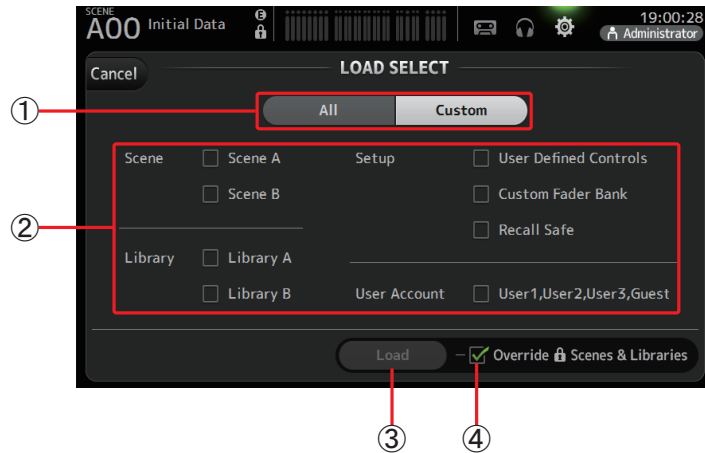 SCENE
A00 Initial Data
E
19:00:28
Administrator
Cancel
LOAD SELECT
① All Custom
② Scene Scene A Setup User Defined Controls
Scene B Custom Fader Bank
Recall Safe
Library Library A
Library B User Account User1,User2,User3,Guest
Load Override Scenes & Libraries
③ ④